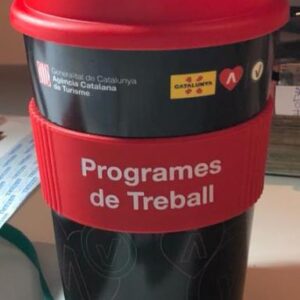 Generalitat de Catalunya
Agència Catalana
de Turisme
CATALUNYA
Programes
de Treball